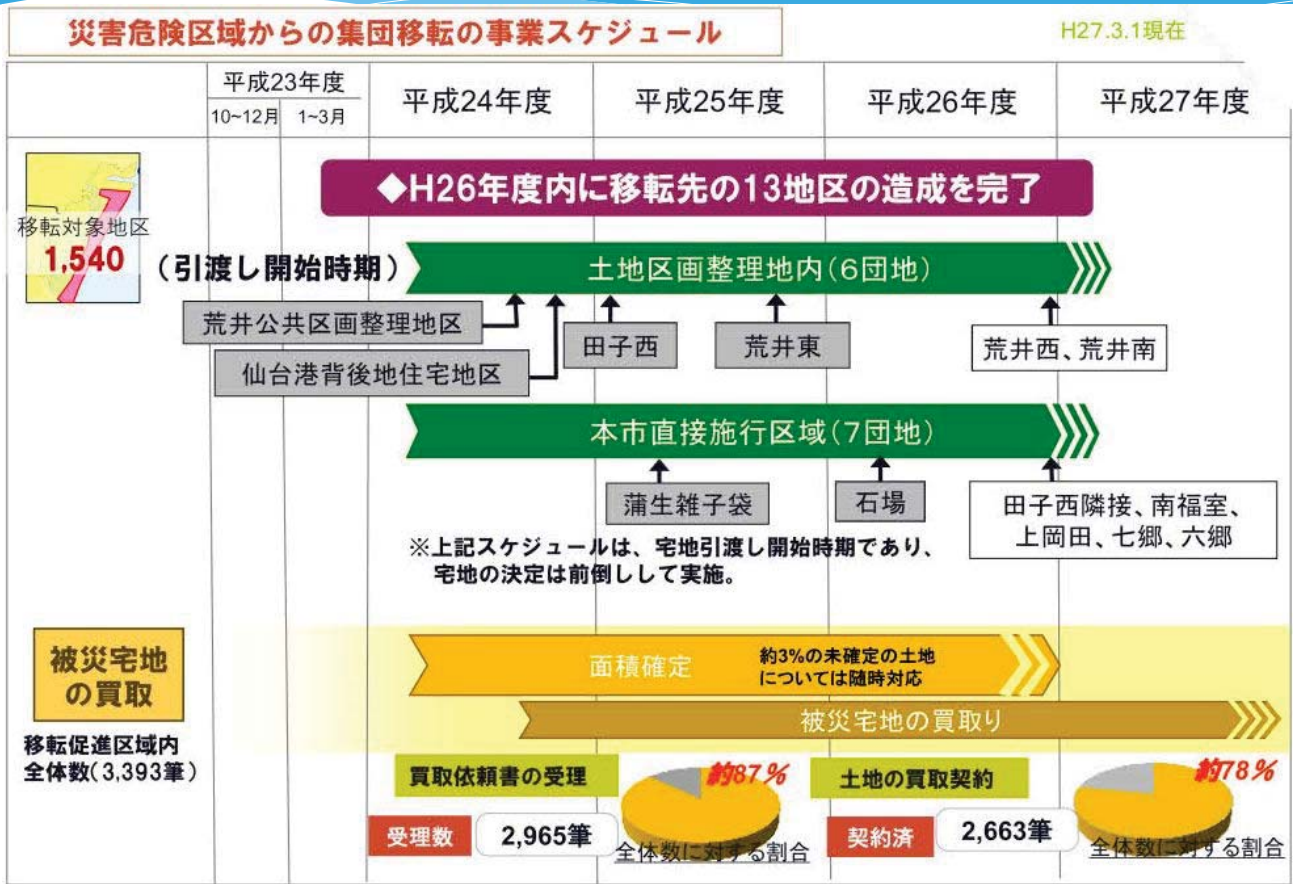 災害危険区域からの集団移転の事業スケジュール
H27.3.1現在
平成23年度
10~12月
1~3月
平成24年度
平成25年度
平成26年度
平成27年度
◆H26年度内に移転先の13地区の造成を完了
移転対象地区
1,540
（引渡し開始時期）
土地区画整理地内（6団地）
荒井公共区画整理地区
仙台港背後地住宅地区
田子西
荒井東
荒井西、荒井南
本市直接施行区域（7団地）
蒲生雑子袋
石場
田子西隣接、南福室、
上岡田、七郷、六郷
※上記スケジュールは、宅地引渡し開始時期であり、
宅地の決定は前倒しして実施。
被災宅地
の買取
移転促進区域内
全体数（3,393筆）
面積確定
約3%の未確定の土地
については随時対応
被災宅地の買取り
買取依頼書の受理
約87％
受理数
2,965筆
全体数に対する割合
土地の買取契約
約78％
契約済
2,663筆
全体数に対する割合